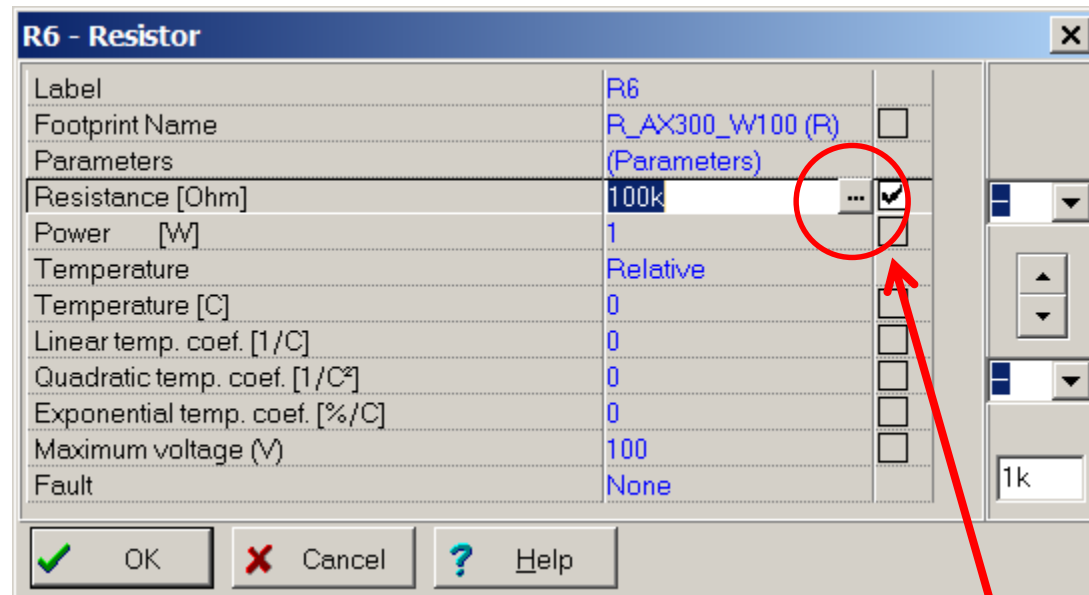 R6 - Resistor
Label R6
Footprint Name R_AX300_W100 (R)
Parameters (Parameters)
Resistance [Ohm] 100k ...
Power [W] 1
Temperature Relative
Temperature [C] 0
Linear temp. coef. [1/C] 0
Quadratic temp. coef. [1/C²] 0
Exponential temp. coef. [%/C] 0
Maximum voltage (V) 100
Fault None
1k
OK Cancel ? Help